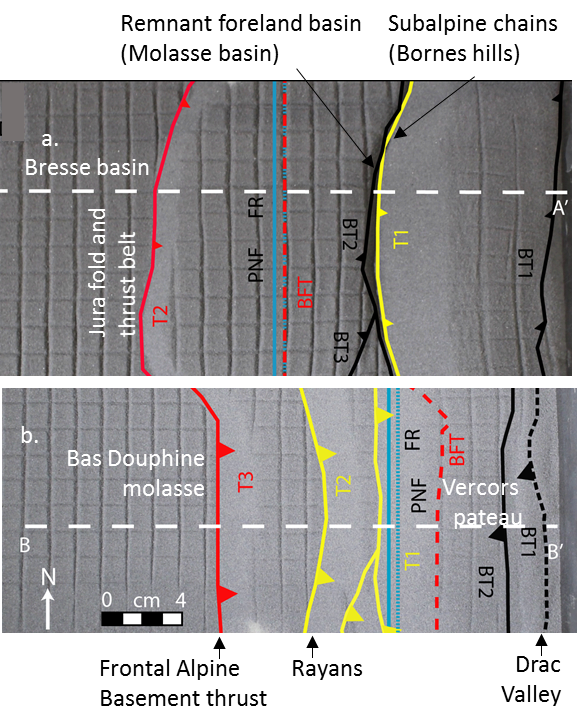 Remnant foreland basin
(Molasse basin)
Subalpine chains
(Bornes hills)
a.
Bresse basin
A'
Jura fold and
thrust belt
T2
PNF FR
BFT
BT2
BT3
T1
BT1
b.
Bas Douphine
molasse
B
N
0 cm 4
T3
T2
T1
PNF FR
BFT
Vercors
pateau
BT2
BT1
B'
Frontal Alpine
Basement thrust
Rayans
Drac
Valley